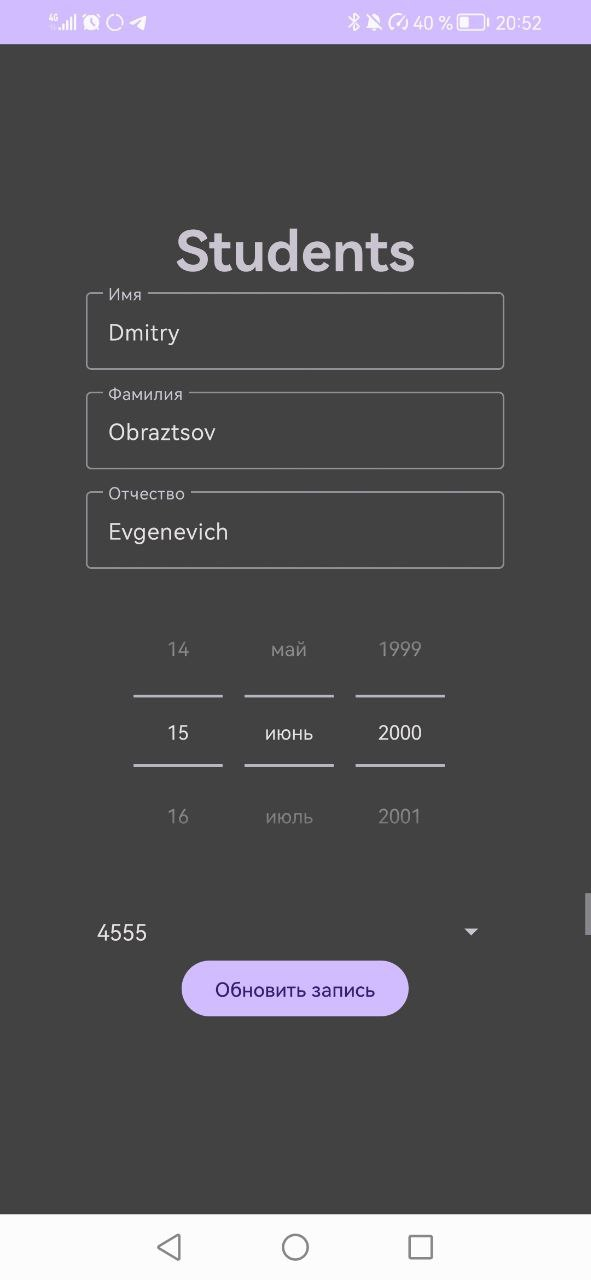 4G 40 % 20:52
Students
Имя
Dmitry
Фамилия
Obraztsov
Отчество
Evgenevich
14 май 1999
15 июнь 2000
16 июль 2001
4555
Обновить запись